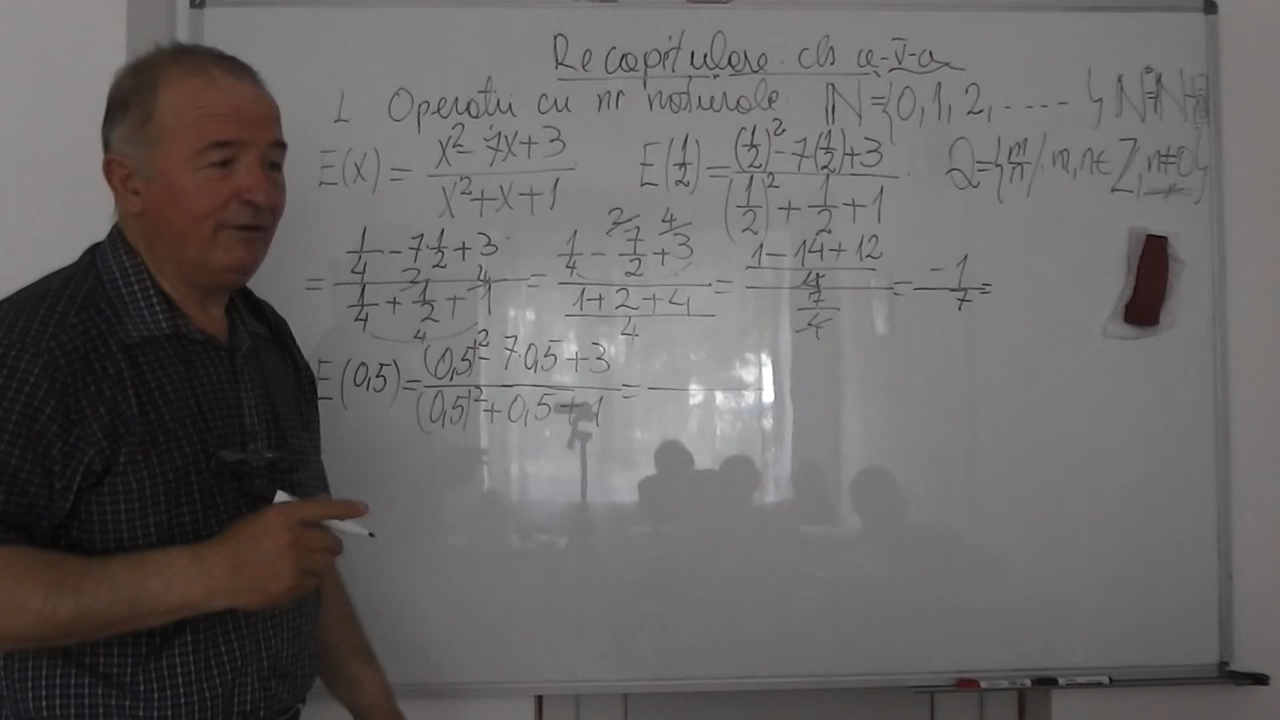 Recapitulare cls a-V-a
1 Operatii cu nr naturale. N={0,1,2,.....}
E(x)= x²-7x+3 / x²+x+1 E(1/2)= (1/2)²-7(1/2)+3 / (1/2)²+1/2+1 Q={m/n / m,n∈Z, n≠0}
= 1/4-7·1/2+3 / 1/4+1/2+1 = 1/4-7/2+3 / 1+2+4/4 = 1-14+12/4 / 7/4 = -1/7 =
E(0,5)= (0,5)²-7·0,5+3 / (0,5)²+0,5+1 =